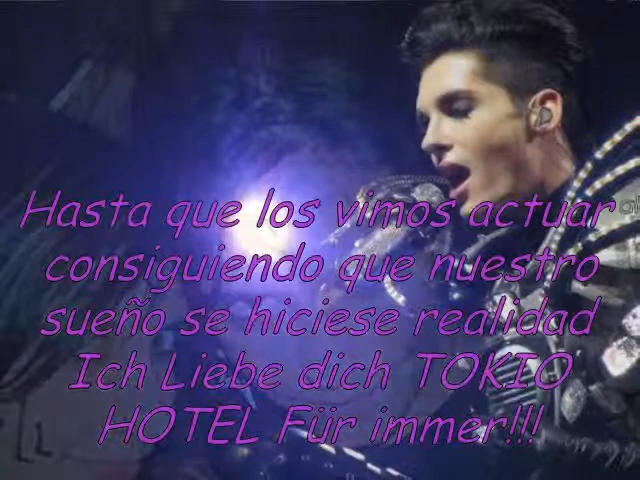 Hasta que los vimos actuar
consiguiendo que nuestro
sueño se hiciese realidad
Ich Liebe dich TOKIO
HOTEL Für immer!!!